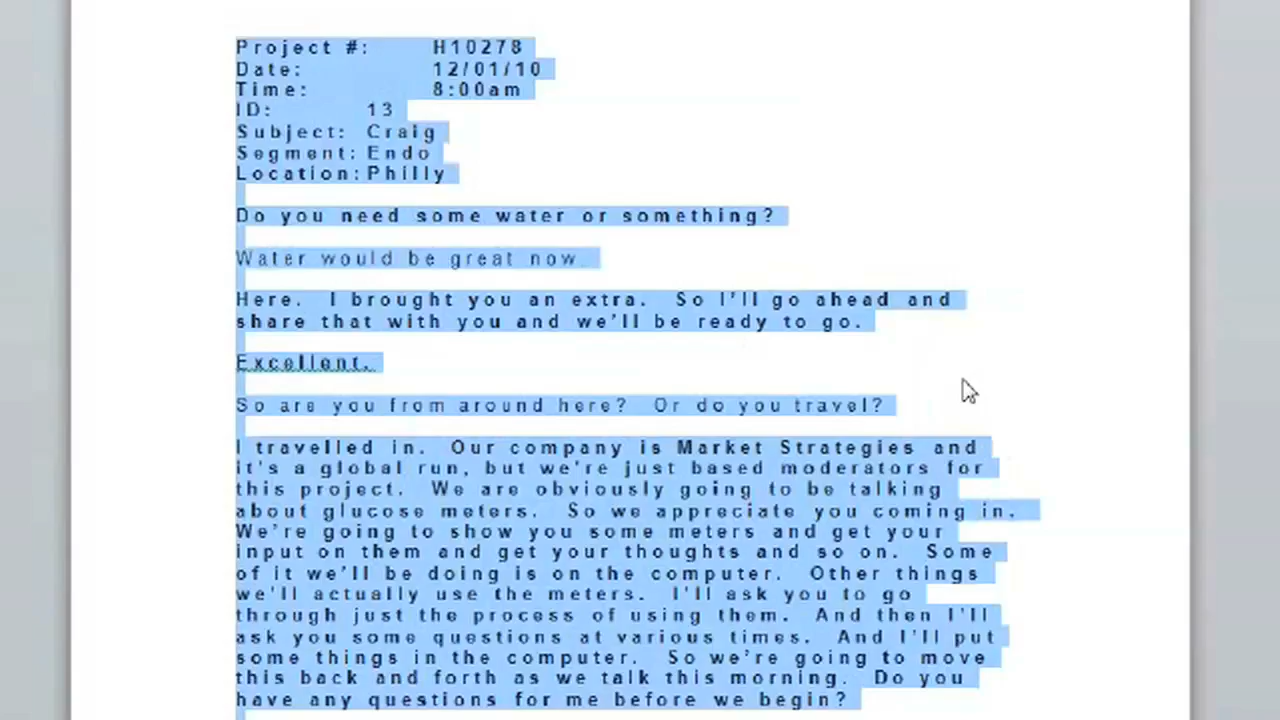 Project #: H10278
Date: 12/01/10
Time: 8:00am
ID: 13
Subject: Craig
Segment: Endo
Location: Philly
Do you need some water or something?
Water would be great now.
Here. I brought you an extra. So I'll go ahead and
share that with you and we'll be ready to go.
Excellent.
So are you from around here? Or do you travel?
I travelled in. Our company is Market Strategies and
it's a global run, but we're just based moderators for
this project. We are obviously going to be talking
about glucose meters. So we appreciate you coming in.
We're going to show you some meters and get your
input on them and get your thoughts and so on. Some
of it we'll be doing is on the computer. Other things
we'll actually use the meters. I'll ask you to go
through just the process of using them. And then I'll
ask you some questions at various times. And I'll put
some things in the computer. So we're going to move
this back and forth as we talk this morning. Do you
have any questions for me before we begin?